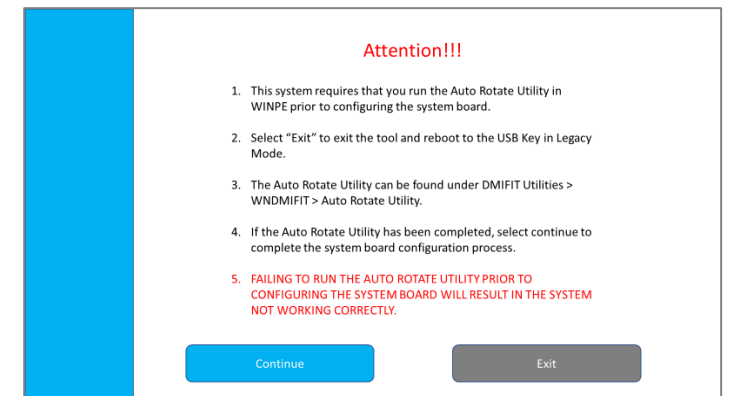 Attention!!!
1. This system requires that you run the Auto Rotate Utility in
WINPE prior to configuring the system board.
2. Select “Exit” to exit the tool and reboot to the USB Key in Legacy
Mode.
3. The Auto Rotate Utility can be found under DMIFIT Utilities >
WNDMIFIT > Auto Rotate Utility.
4. If the Auto Rotate Utility has been completed, select continue to
complete the system board configuration process.
5. FAILING TO RUN THE AUTO ROTATE UTILITY PRIOR TO
CONFIGURING THE SYSTEM BOARD WILL RESULT IN THE SYSTEM
NOT WORKING CORRECTLY.
Continue
Exit